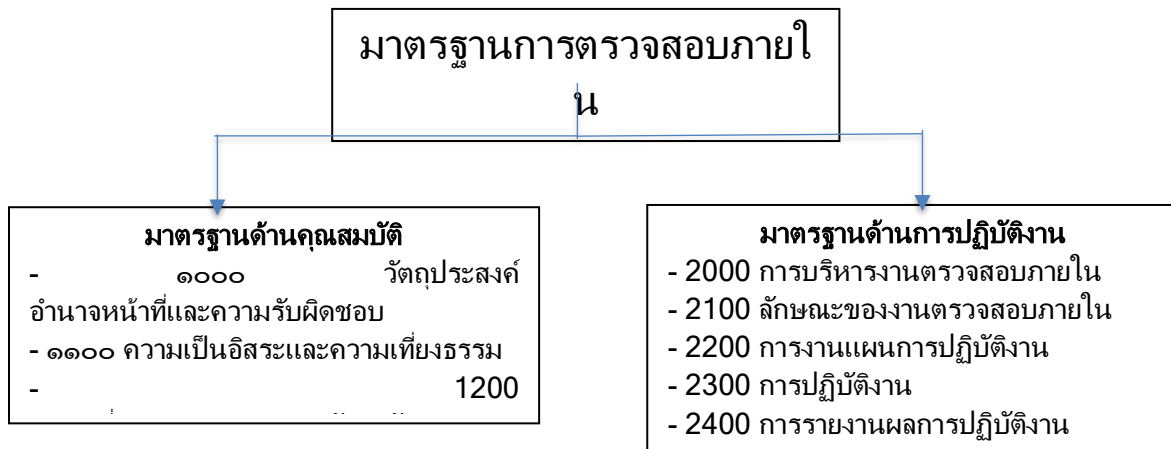 มาตรฐานการตรวจสอบภายใ
น
มาตรฐานด้านคุณสมบัติ
- ๑๐๐๐ วัตถุประสงค์
อำนาจหน้าที่และความรับผิดชอบ
- ๑๑๐๐ ความเป็นอิสระและความเที่ยงธรรม
- 1200
มาตรฐานด้านการปฏิบัติงาน
- 2000 การบริหารงานตรวจสอบภายใน
- 2100 ลักษณะของงานตรวจสอบภายใน
- 2200 การงานแผนการปฏิบัติงาน
- 2300 การปฏิบัติงาน
- 2400 การรายงานผลการปฏิบัติงาน